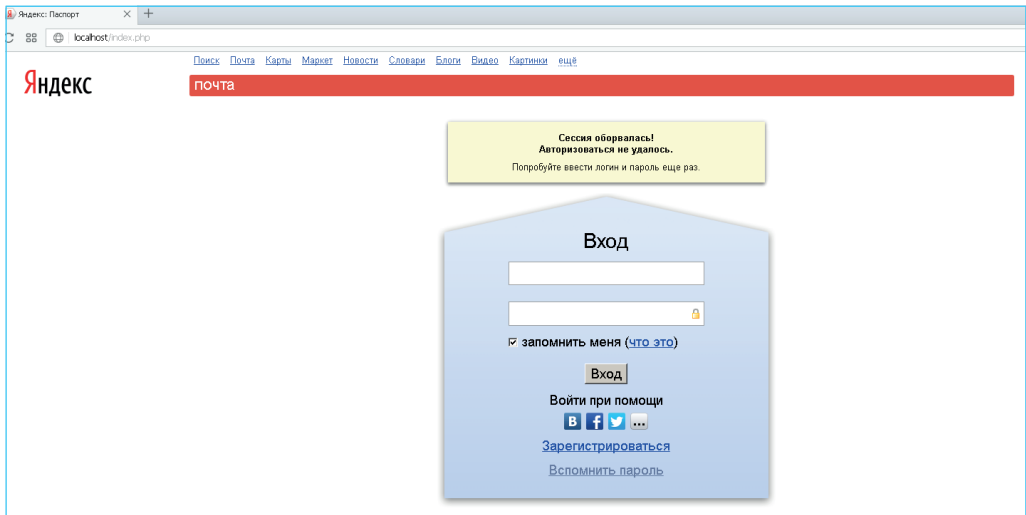 Яндекс: Паспорт
localhost/index.php
Поиск Почта Карты Маркет Новости Словари Блоги Видео Картинки ещё
Яндекс
почта
Сессия оборвалась!
Авторизоваться не удалось.
Попробуйте ввести логин и пароль еще раз.
Вход
запомнить меня (что это)
Вход
Войти при помощи
Зарегистрироваться
Вспомнить пароль